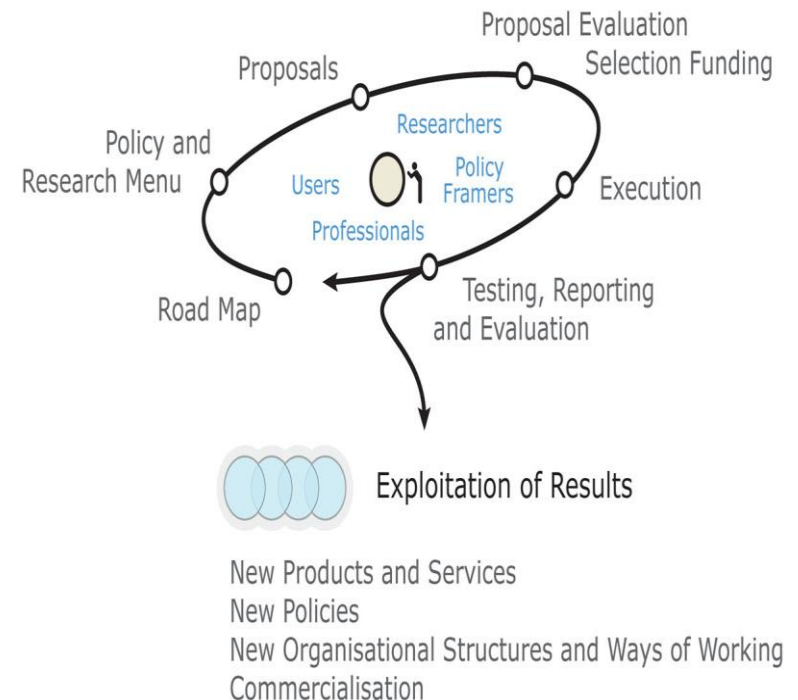 Proposal Evaluation
Selection Funding
Proposals
Researchers
Policy and
Research Menu
Users
Policy
Framers
Execution
Professionals
Road Map
Testing, Reporting
and Evaluation
Exploitation of Results
New Products and Services
New Policies
New Organisational Structures and Ways of Working
Commercialisation